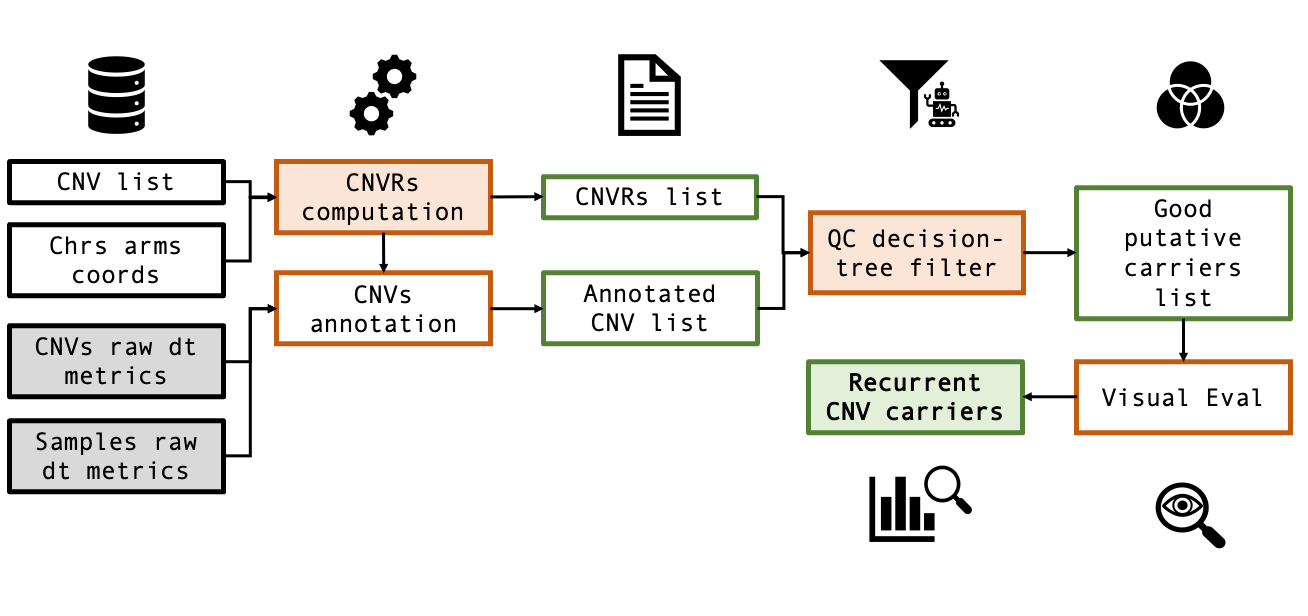 CNV list
Chrs arms
coords
CNVs raw dt
metrics
Samples raw
dt metrics
CNVRs
computation
CNVs
annotation
CNVRs list
Annotated
CNV list
QC decision-
tree filter
Good
putative
carriers
list
Visual Eval
Recurrent
CNV carriers